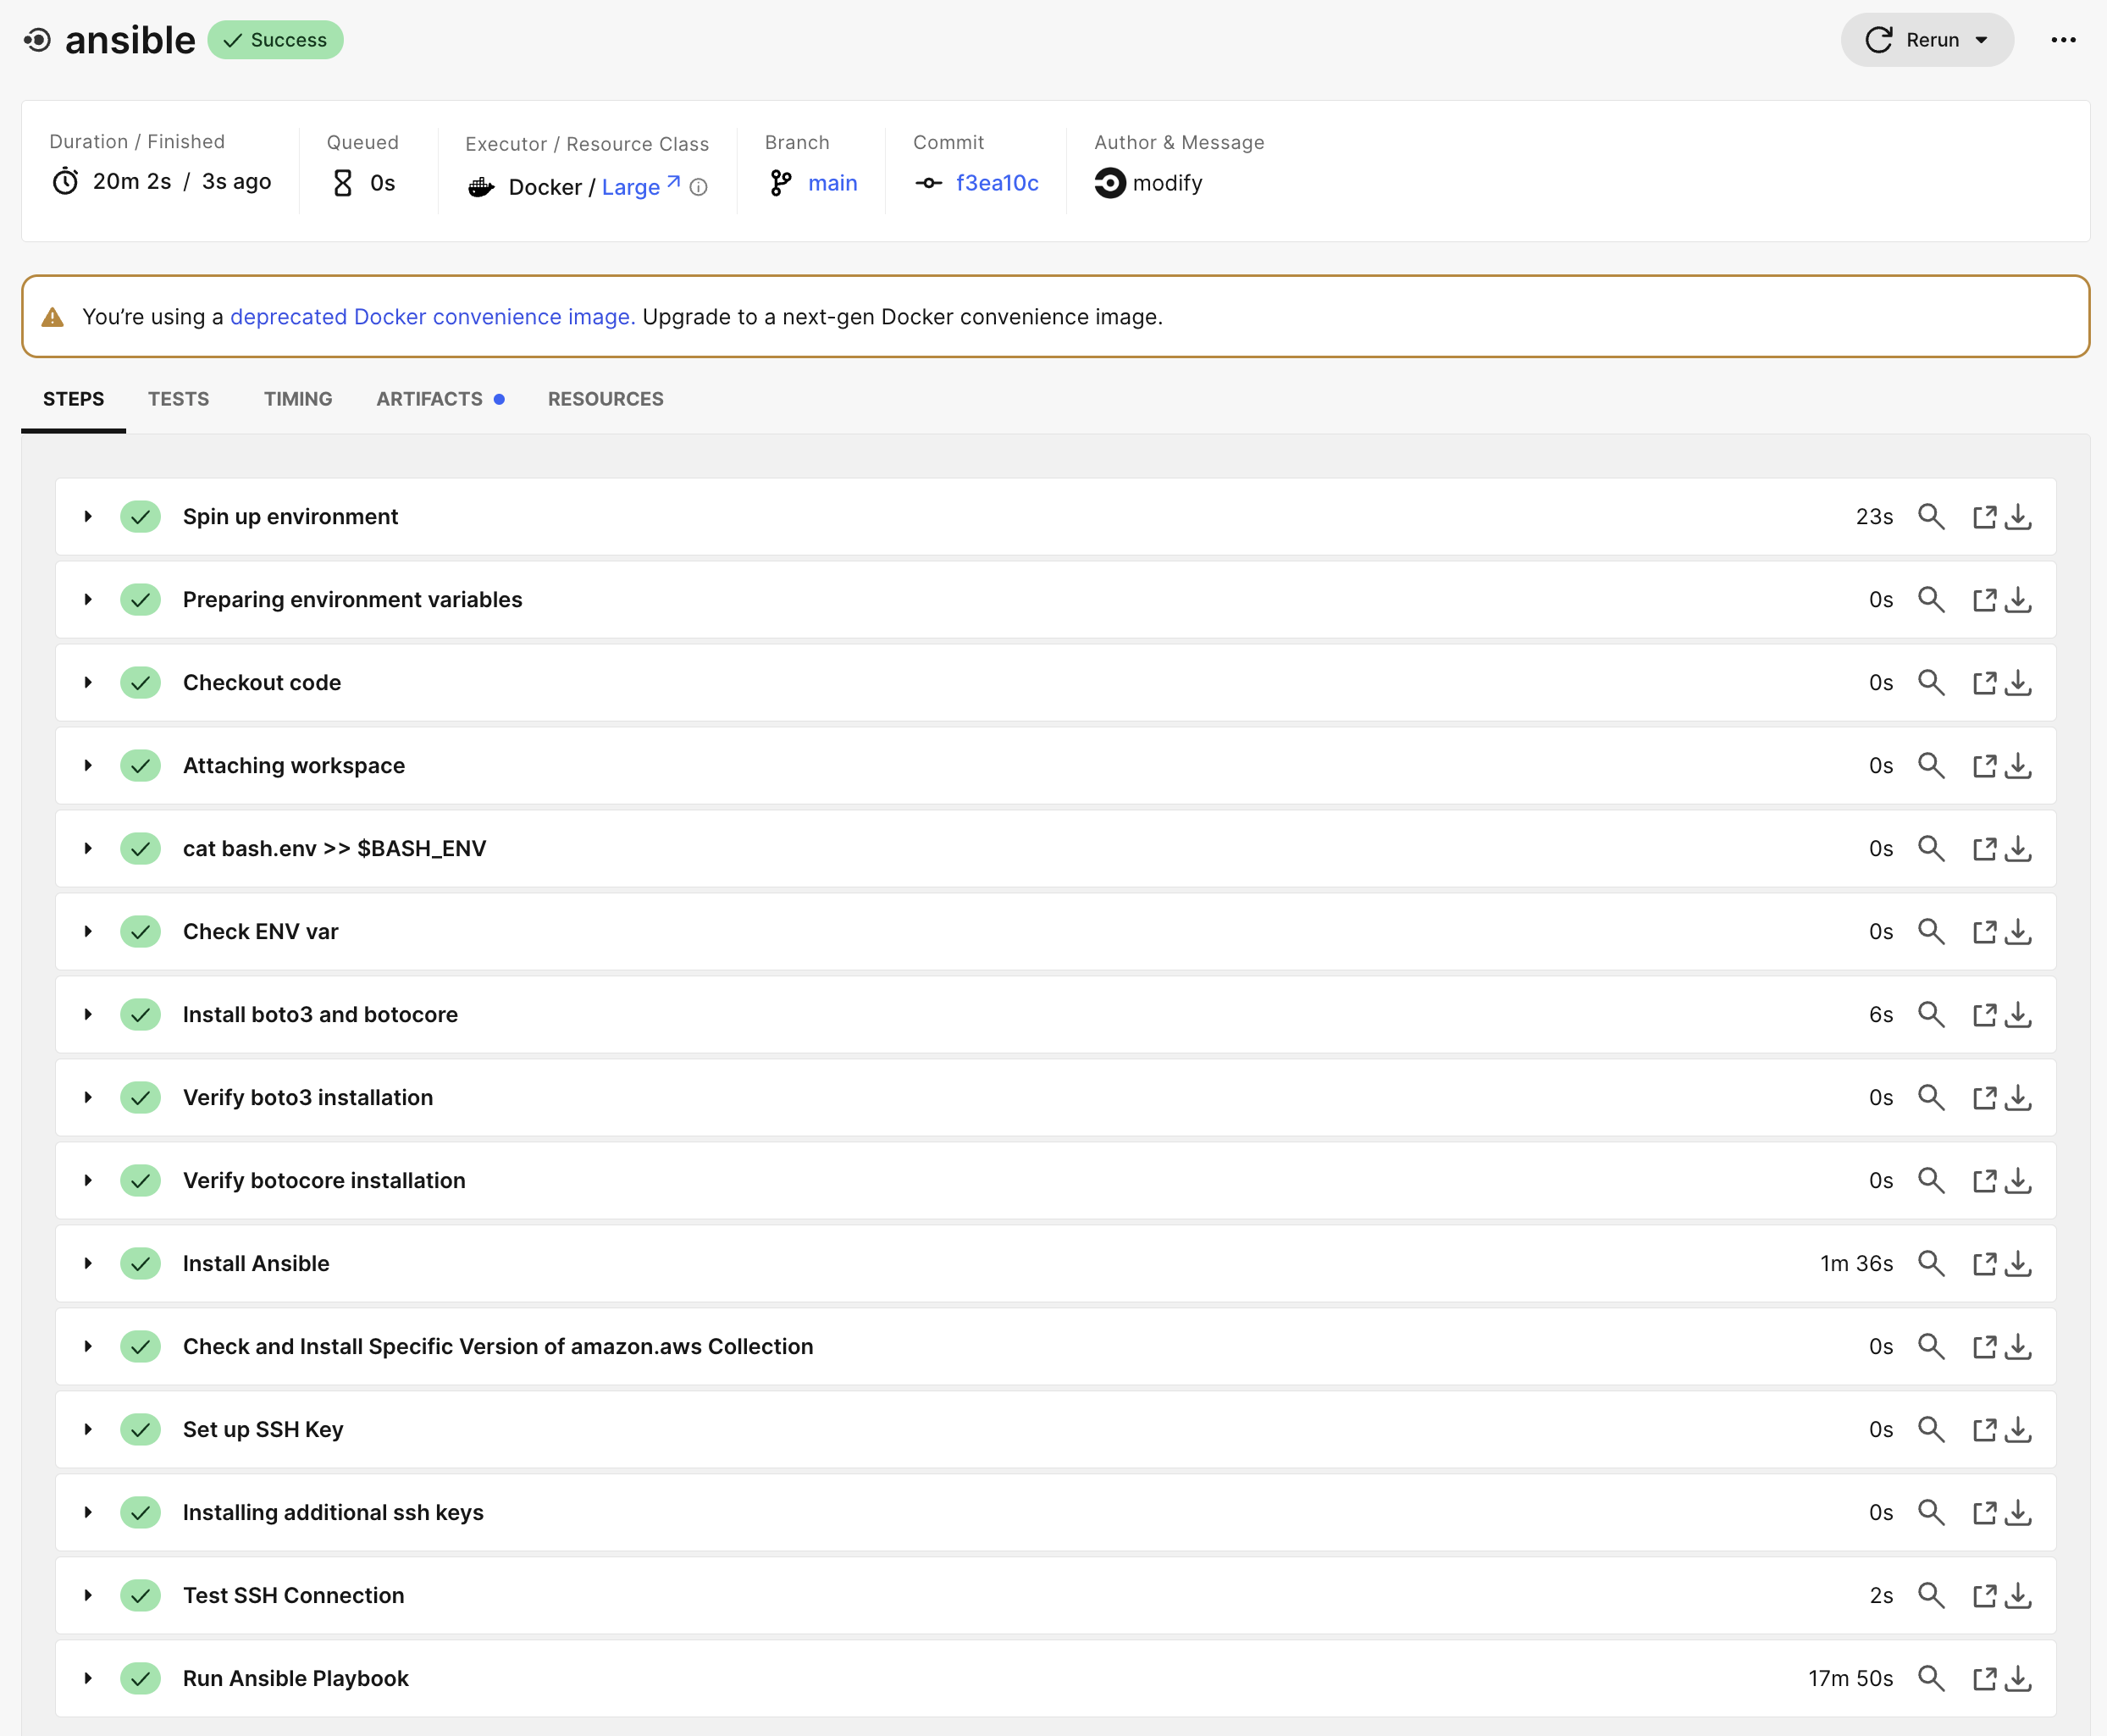 ansible Success Rerun
Duration / Finished Queued Executor / Resource Class Branch Commit Author & Message
20m 2s / 3s ago 0s Docker / Large main f3ea10c modify
You’re using a deprecated Docker convenience image. Upgrade to a next-gen Docker convenience image.
STEPS TESTS TIMING ARTIFACTS RESOURCES
Spin up environment 23s
Preparing environment variables 0s
Checkout code 0s
Attaching workspace 0s
cat bash.env >> $BASH_ENV 0s
Check ENV var 0s
Install boto3 and botocore 6s
Verify boto3 installation 0s
Verify botocore installation 0s
Install Ansible 1m 36s
Check and Install Specific Version of amazon.aws Collection 0s
Set up SSH Key 0s
Installing additional ssh keys 0s
Test SSH Connection 2s
Run Ansible Playbook 17m 50s